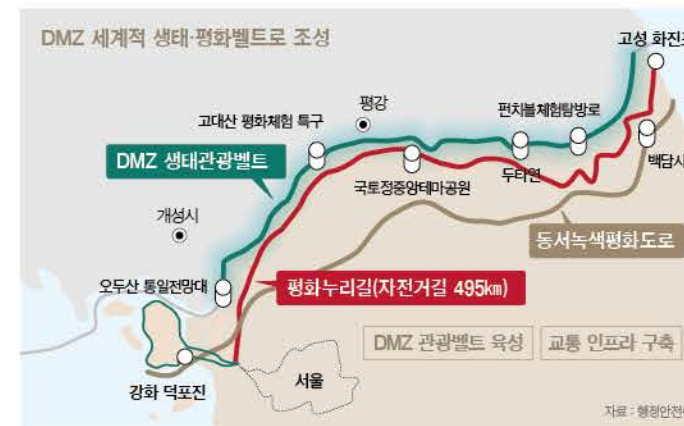 DMZ 세계적 생태·평화벨트로 조성
고성 화진포
평강
고대산 평화체험 특구
펀치볼체험탐방로
DMZ 생태관광벨트
백담사
국토정중앙테마공원
두타연
개성시
동서녹색평화도로
오두산 통일전망대
평화누리길(자전거길 495km)
DMZ 관광벨트 육성
교통 인프라 구축
서울
강화 덕포진
자료 : 행정안전